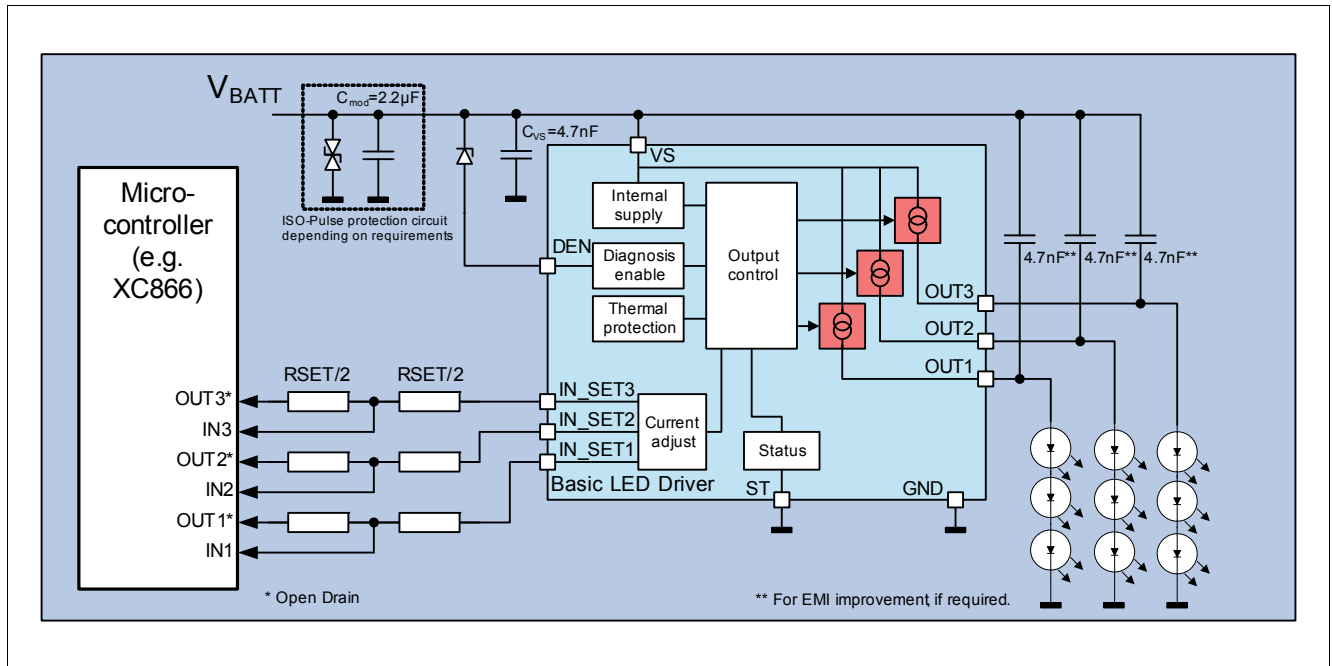 V BATT
C mod=2.2µF
C VS=4.7nF
ISO-Pulse protection circuit
depending on requirements
Micro-
controller
(e.g.
XC866)
VS
Internal
supply
DEN
Diagnosis
enable
Thermal
protection
Output
control
4.7nF**
4.7nF**
4.7nF**
OUT3
OUT2
OUT1
RSET/2
RSET/2
OUT3*
IN3
OUT2*
IN2
OUT1*
IN1
IN_SET3
IN_SET2
IN_SET1
Current
adjust
Status
Basic LED Driver
ST
GND
* Open Drain
** For EMI improvement, if required.